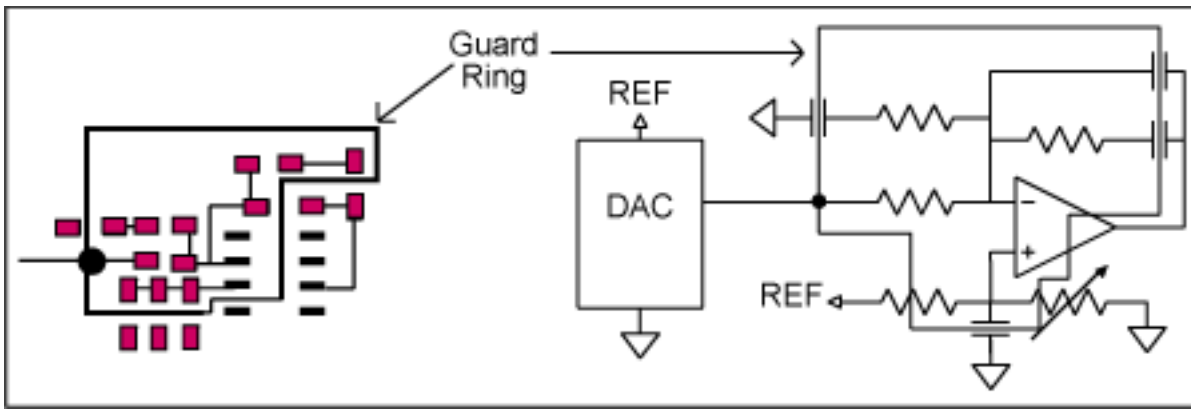 Guard
Ring
REF
DAC
REF
−
+